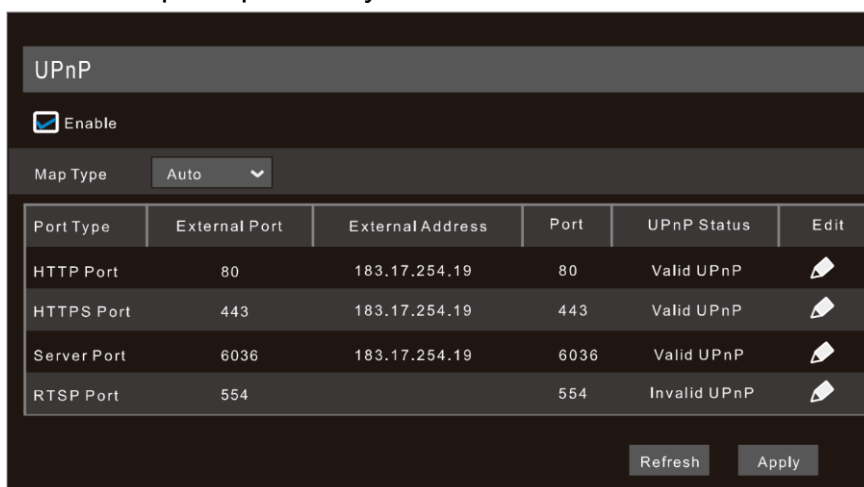 UPnP
Enable
Map Type Auto
Port Type External Port External Address Port UPnP Status Edit
HTTP Port 80 183.17.254.19 80 Valid UPnP
HTTPS Port 443 183.17.254.19 443 Valid UPnP
Server Port 6036 183.17.254.19 6036 Valid UPnP
RTSP Port 554 554 Invalid UPnP
Refresh Apply